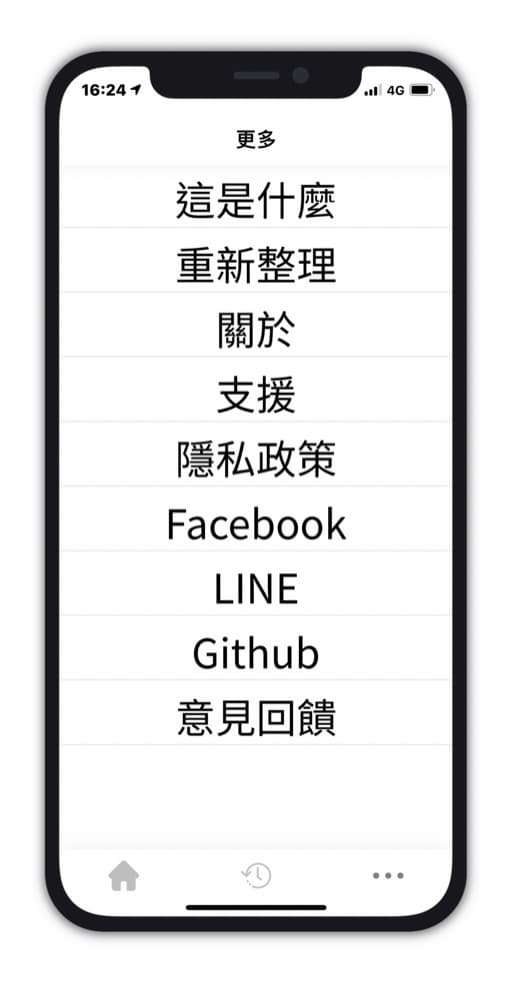 16:24
4G
更多
這是什麼
重新整理
關於
支援
隱私政策
Facebook
LINE
Github
意見回饋